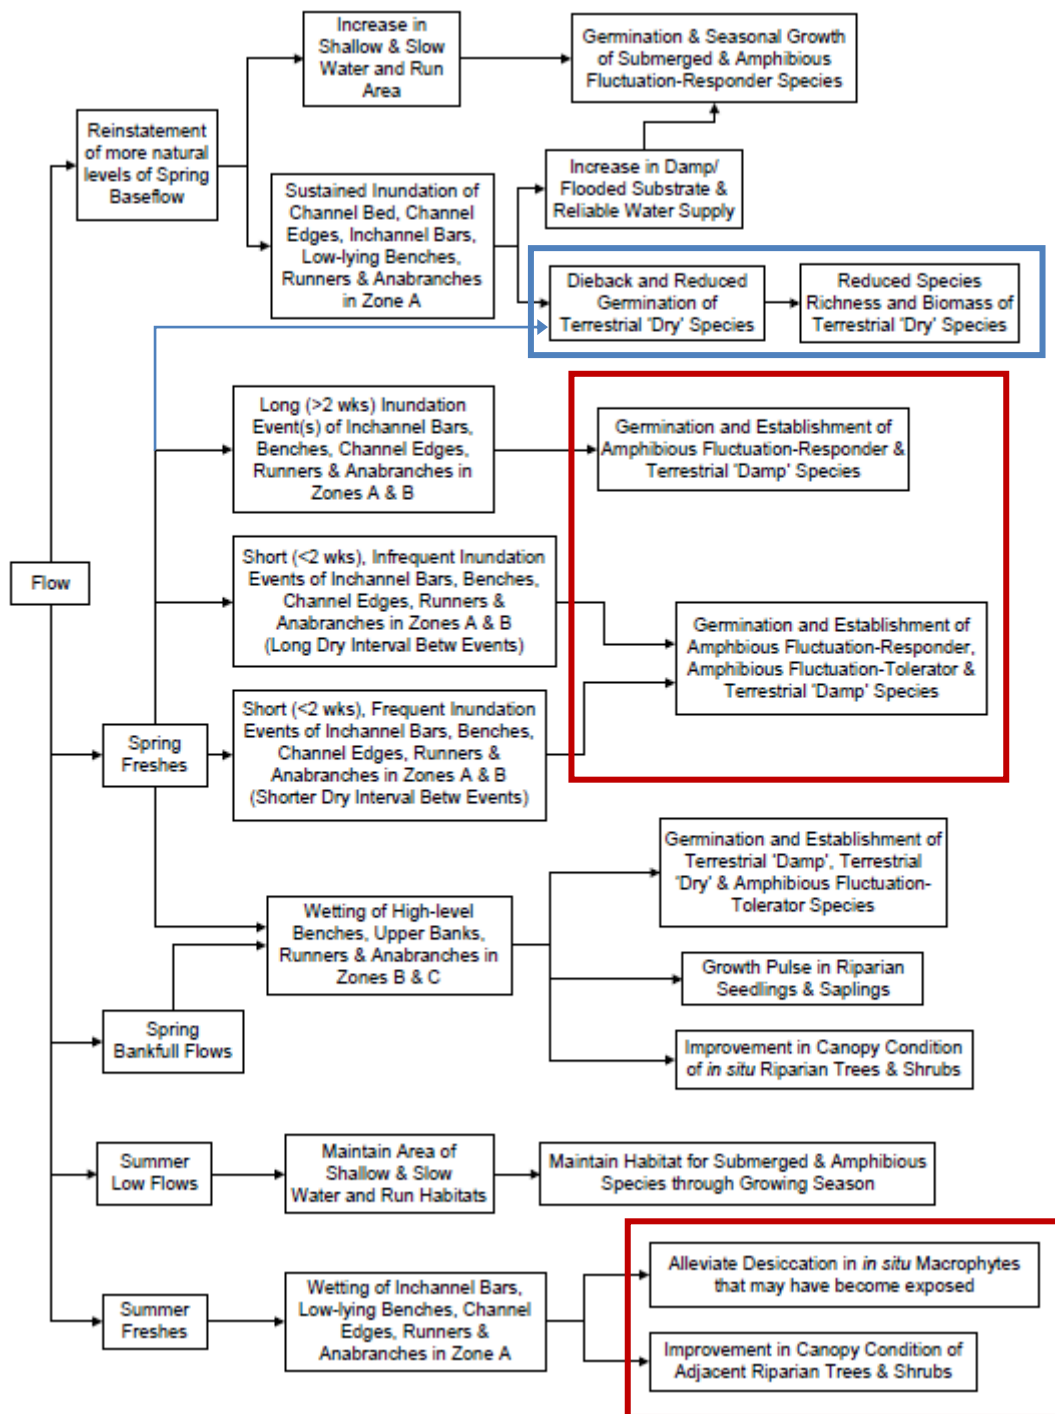 Increase in
Shallow & Slow
Water and Run
Area
Germination & Seasonal Growth
of Submerged & Amphibious
Fluctuation-Responder Species
Reinstatement
of more natural
levels of Spring
Baseflow
Sustained Inundation of
Channel Bed, Channel
Edges, Inchannel Bars,
Low-lying Benches,
Runners & Anabranches
in Zone A
Increase in Damp/
Flooded Substrate &
Reliable Water Supply
Dieback and Reduced
Germination of
Terrestrial 'Dry' Species
Reduced Species
Richness and Biomass of
Terrestrial 'Dry' Species
Long (>2 wks) Inundation
Event(s) of Inchannel Bars,
Benches, Channel Edges,
Runners & Anabranches in
Zones A & B
Germination and Establishment of
Amphibious Fluctuation-Responder &
Terrestrial 'Damp' Species
Flow
Short (<2 wks), Infrequent Inundation
Events of Inchannel Bars, Benches,
Channel Edges, Runners &
Anabranches in Zones A & B
(Long Dry Interval Betw Events)
Germination and Establishment of
Amphbious Fluctuation-Responder,
Amphibious Fluctuation-Tolerator &
Terrestrial 'Damp' Species
Spring
Freshes
Short (<2 wks), Frequent Inundation
Events of Inchannel Bars, Benches,
Channel Edges, Runners &
Anabranches in Zones A & B
(Shorter Dry Interval Betw Events)
Wetting of High-level
Benches, Upper Banks,
Runners & Anabranches in
Zones B & C
Germination and Establishment of
Terrestrial 'Damp', Terrestrial
'Dry' & Amphibious Fluctuation-
Tolerator Species
Growth Pulse in Riparian
Seedlings & Saplings
Spring
Bankfull Flows
Improvement in Canopy Condition
of in situ Riparian Trees & Shrubs
Summer
Low Flows
Maintain Area of
Shallow & Slow
Water and Run Habitats
Maintain Habitat for Submerged & Amphibious
Species through Growing Season
Summer
Freshes
Wetting of Inchannel Bars,
Low-lying Benches, Channel
Edges, Runners &
Anabranches in Zone A
Alleviate Desiccation in in situ Macrophytes
that may have become exposed
Improvement in Canopy Condition of
Adjacent Riparian Trees & Shrubs